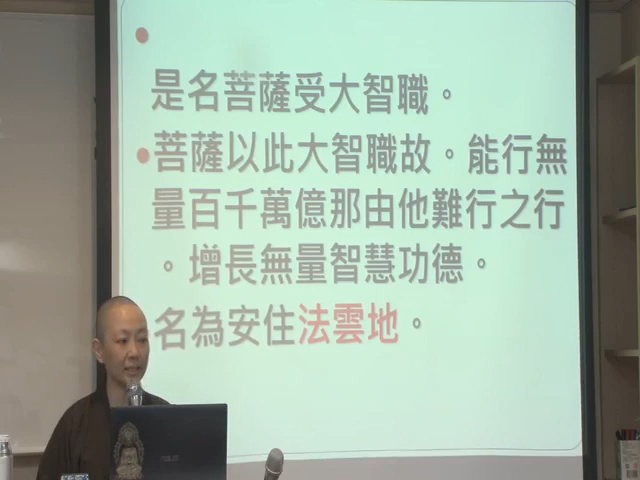 是名菩薩受大智職。
菩薩以此大智職故。能行無
量百千萬億那由他難行之行
。增長無量智慧功德。
名為安住法雲地。
ASUS